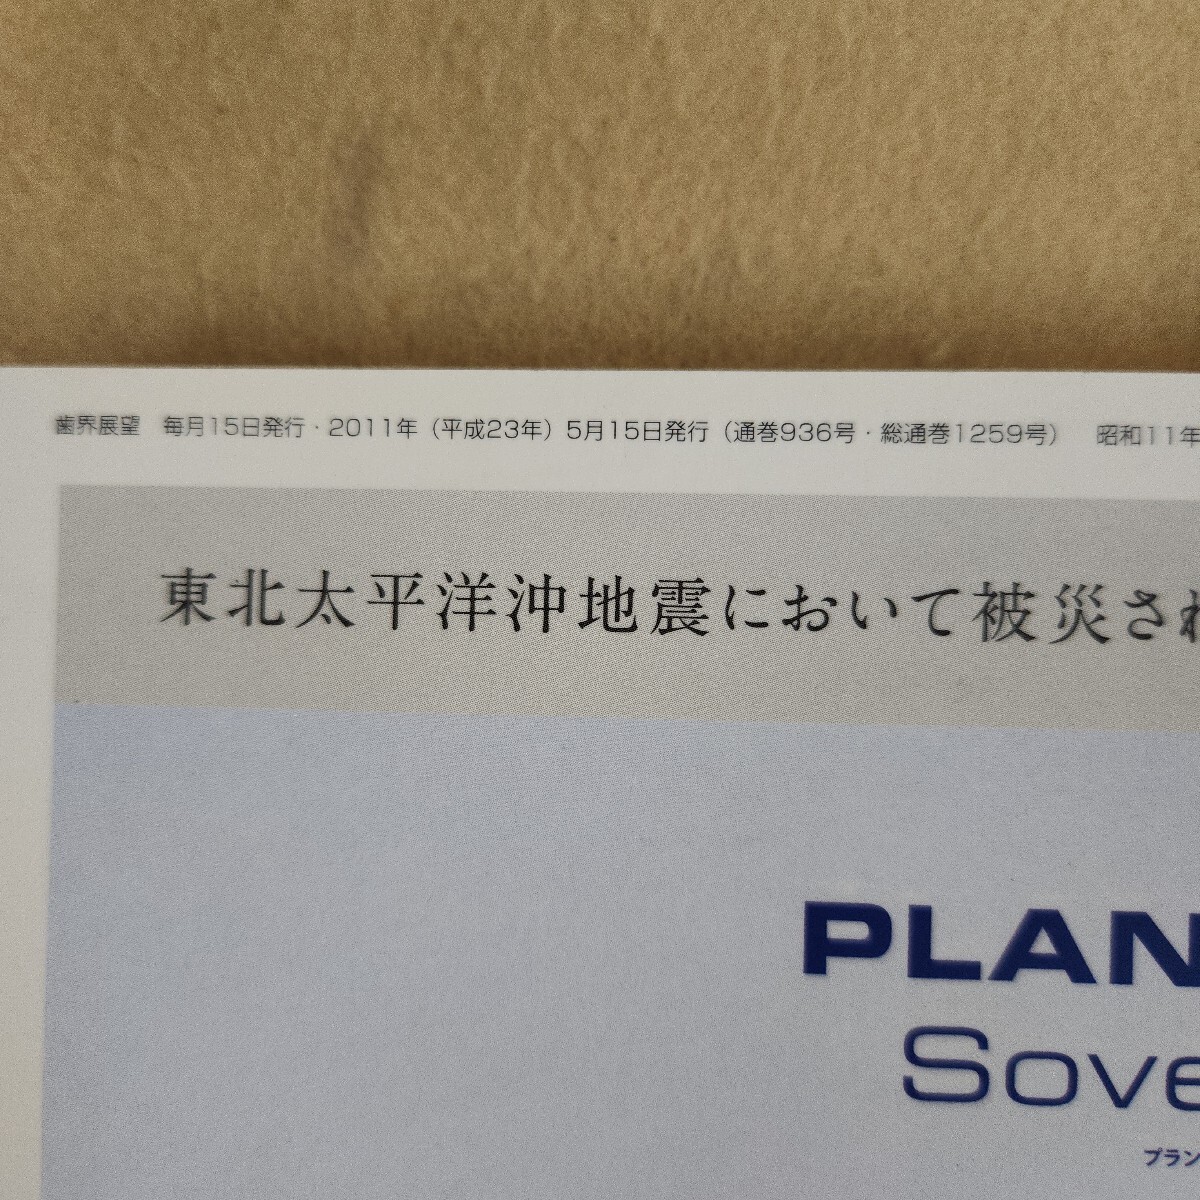 歯界展望　毎月15日発行・2011年（平成23年）5月15日発行（通巻936号・総通巻1259号）　昭和11年
東北太平洋沖地震において被災され
PLAN
Sove
プラン